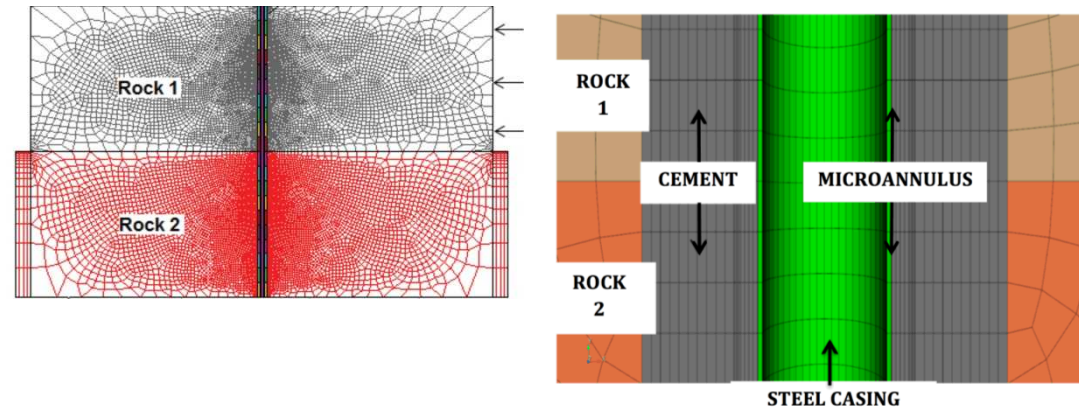 Rock 1
Rock 2
ROCK
1
CEMENT
MICROANNULUS
ROCK
2
STEEL CASING